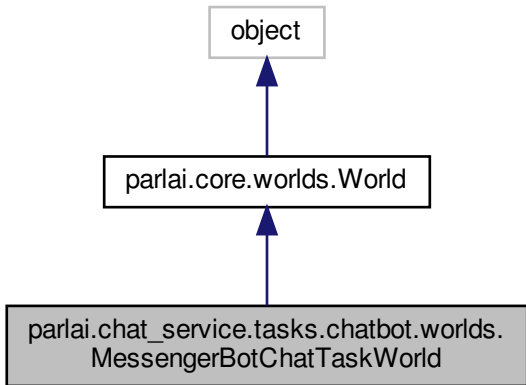 object
parlai.core.worlds.World
parlai.chat_service.tasks.chatbot.worlds.
MessengerBotChatTaskWorld